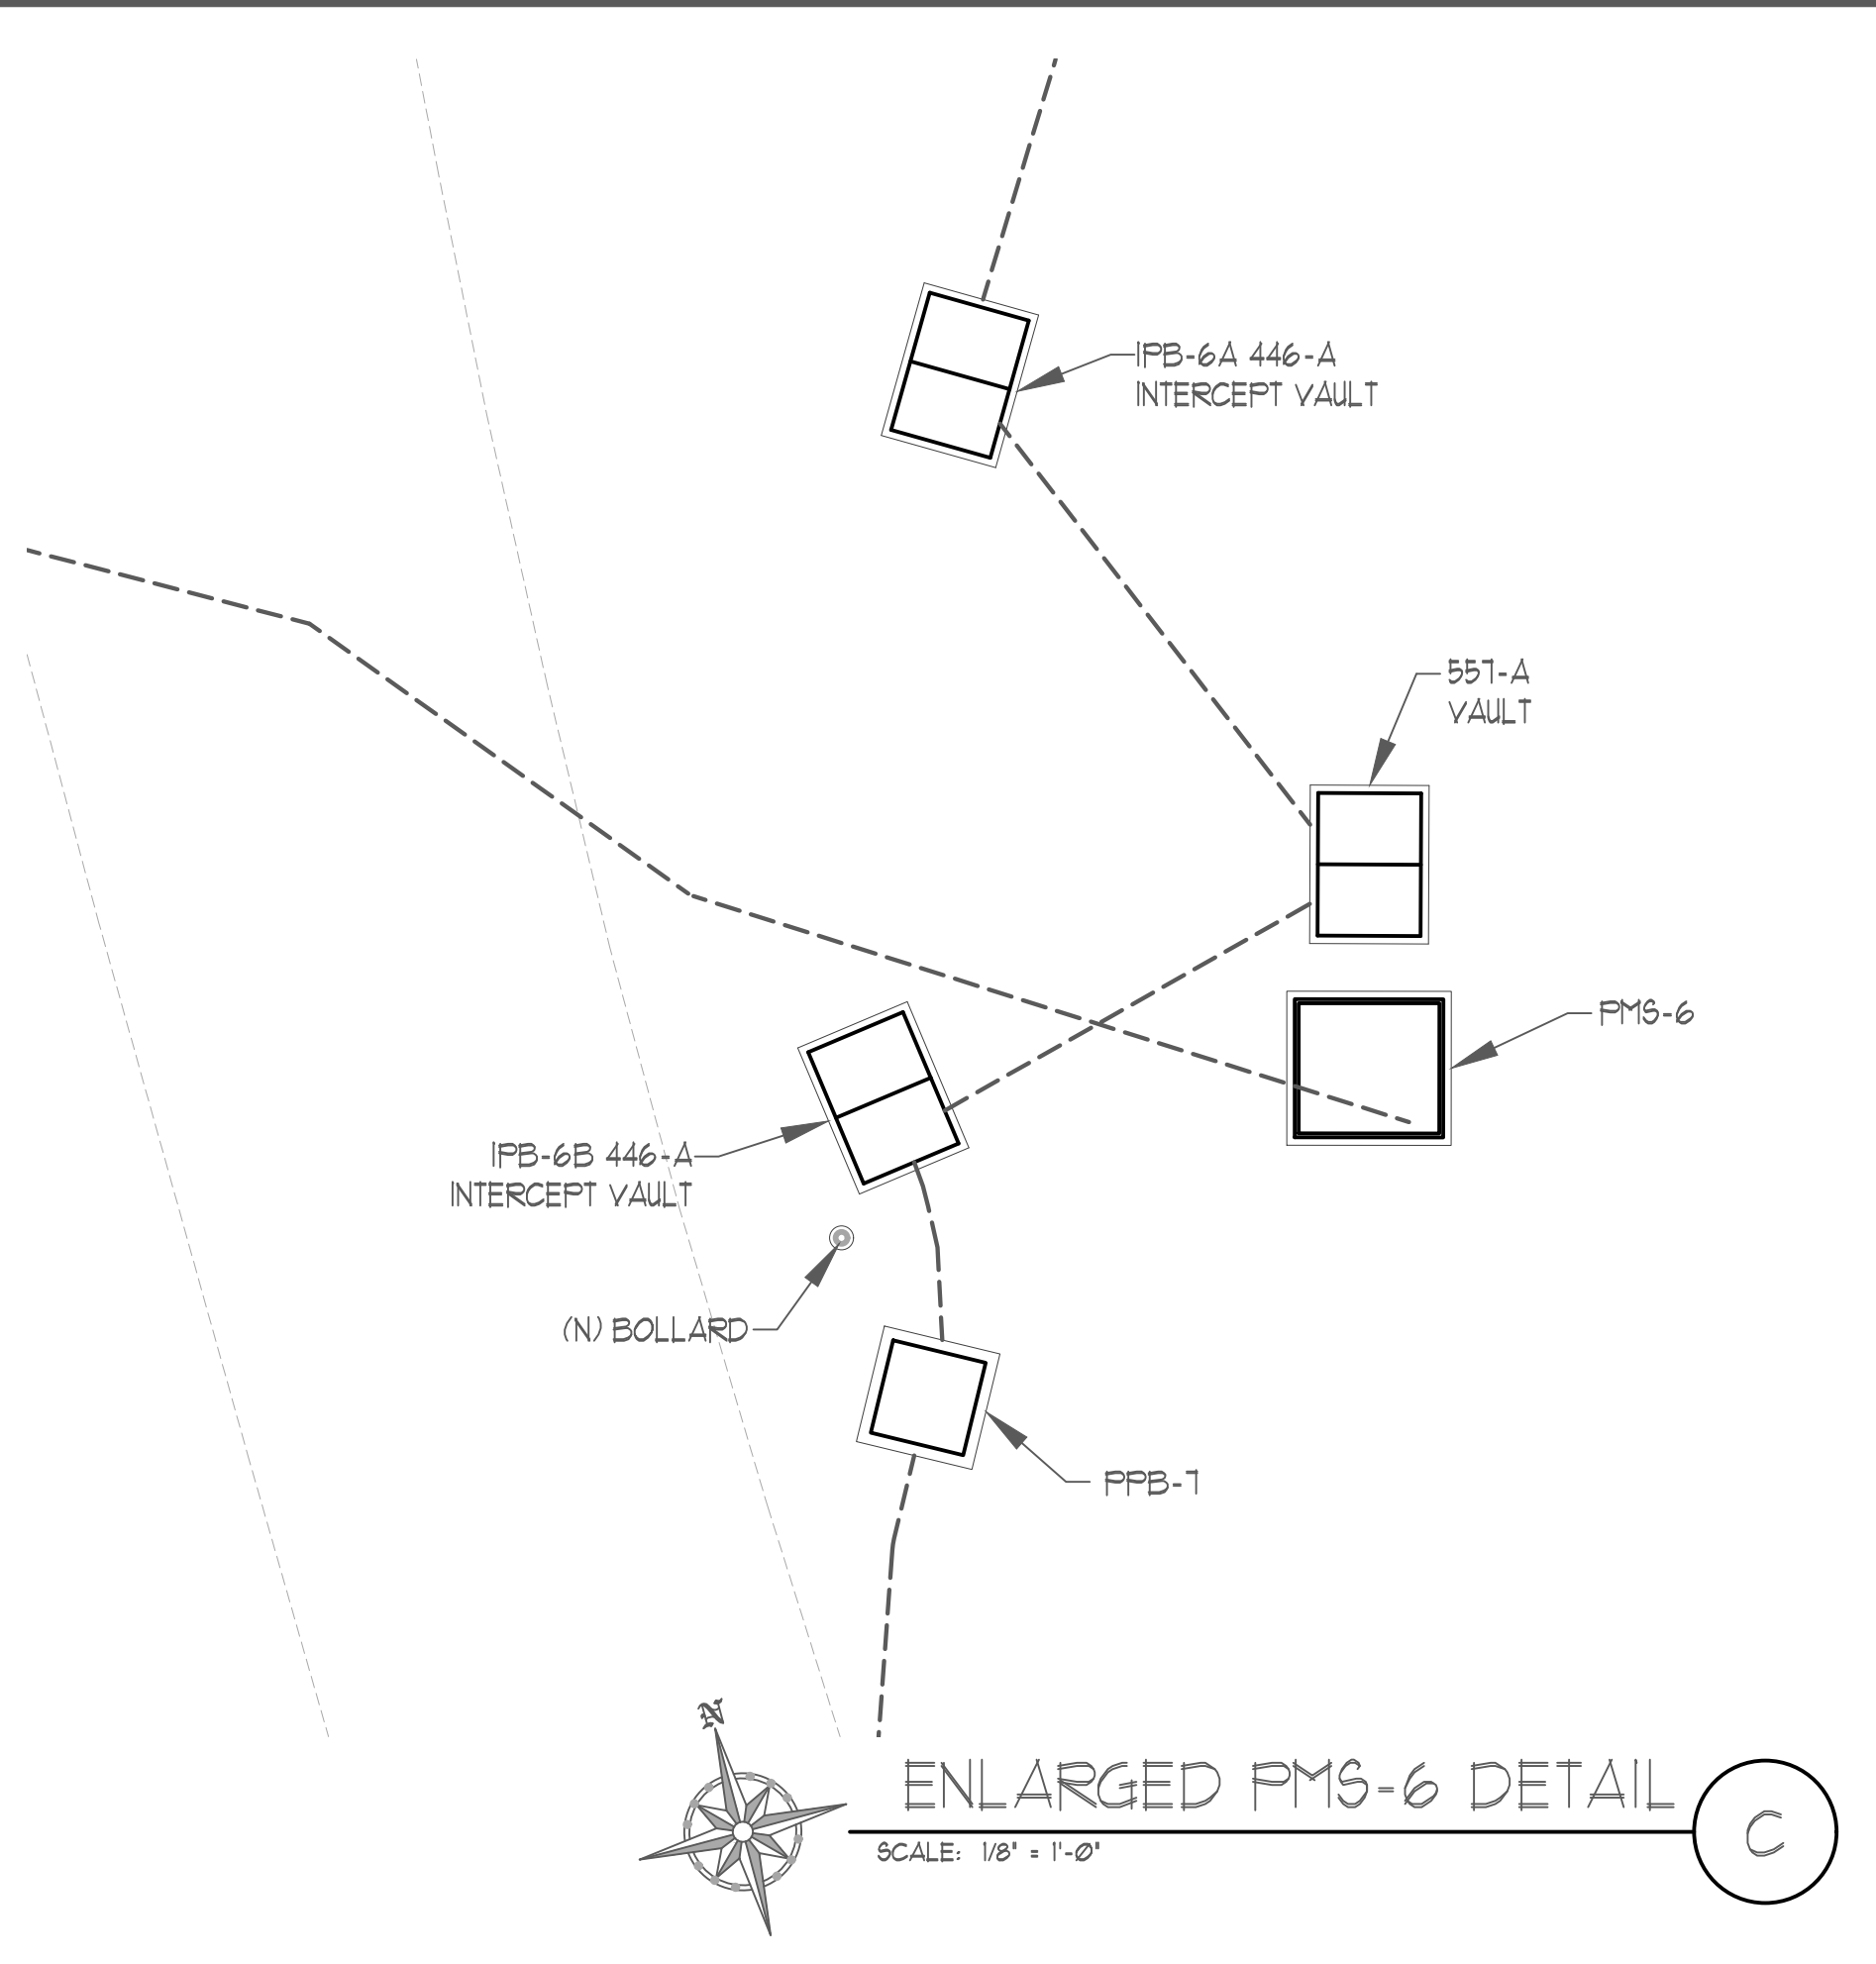 IPB-6A 446-A
INTERCEPT VAULT
557-A
VAULT
PMS-6
IPB-6B 446-A
INTERCEPT VAULT
(N) BOLLARD
PPB-7
N
ENLARGED PMS-6 DETAIL
C
SCALE: 1/8" = 1'-0"